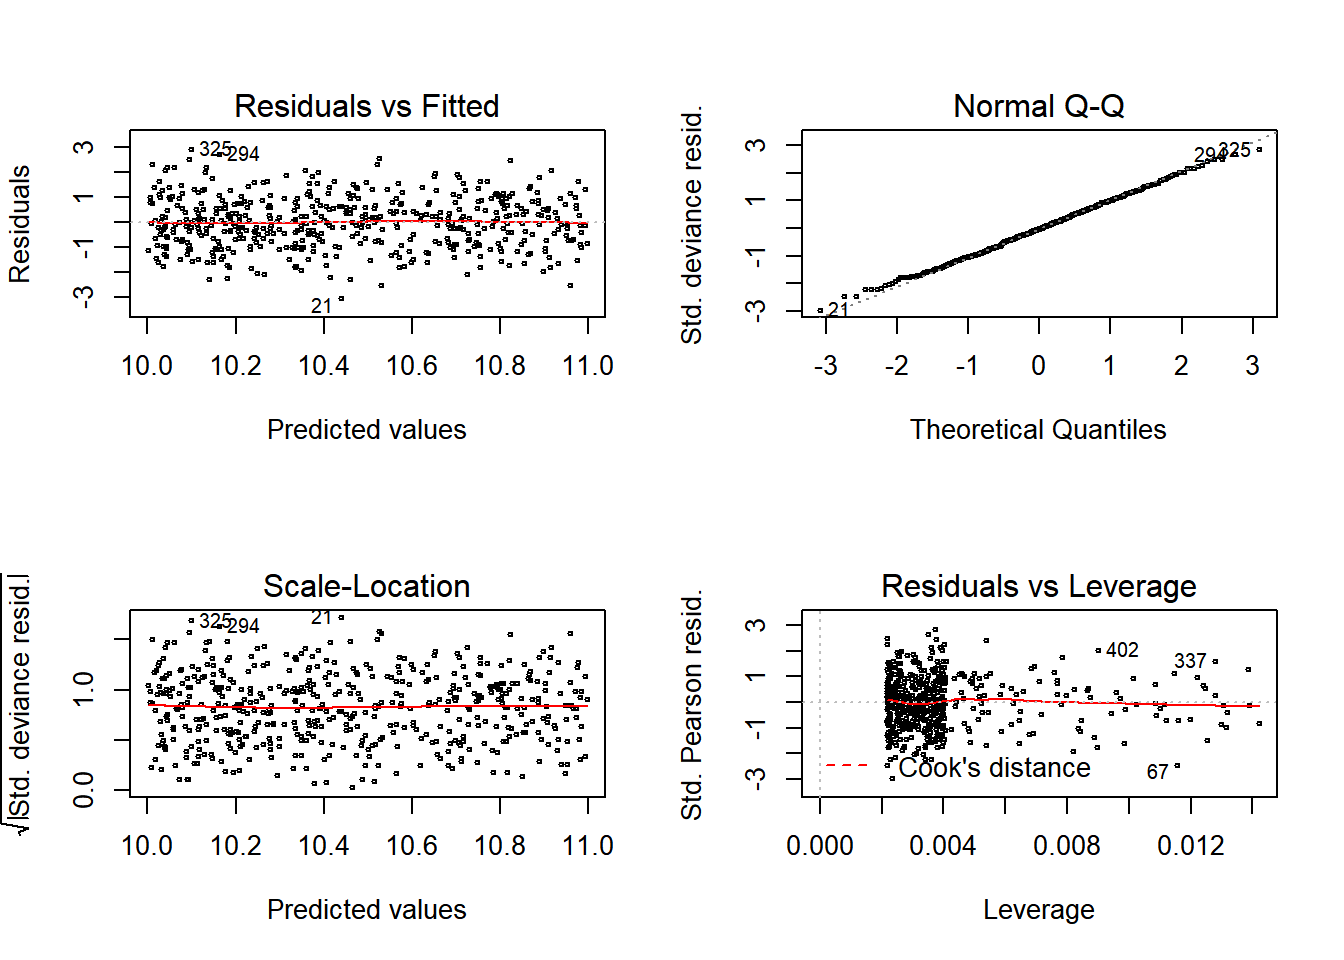 Residuals vs Fitted
Residuals
3
1
-1
-3
325
294
21
10.0 10.2 10.4 10.6 10.8 11.0
Predicted values
Normal Q-Q
Std. deviance resid.
3
1
-1
-3
294
325
21
-3 -2 -1 0 1 2 3
Theoretical Quantiles
Scale-Location
√|Std. deviance resid.|
1.0
0.0
325
294
21
10.0 10.2 10.4 10.6 10.8 11.0
Predicted values
Residuals vs Leverage
Std. Pearson resid.
3
1
-1
-3
402
337
67
Cook's distance
0.000 0.004 0.008 0.012
Leverage